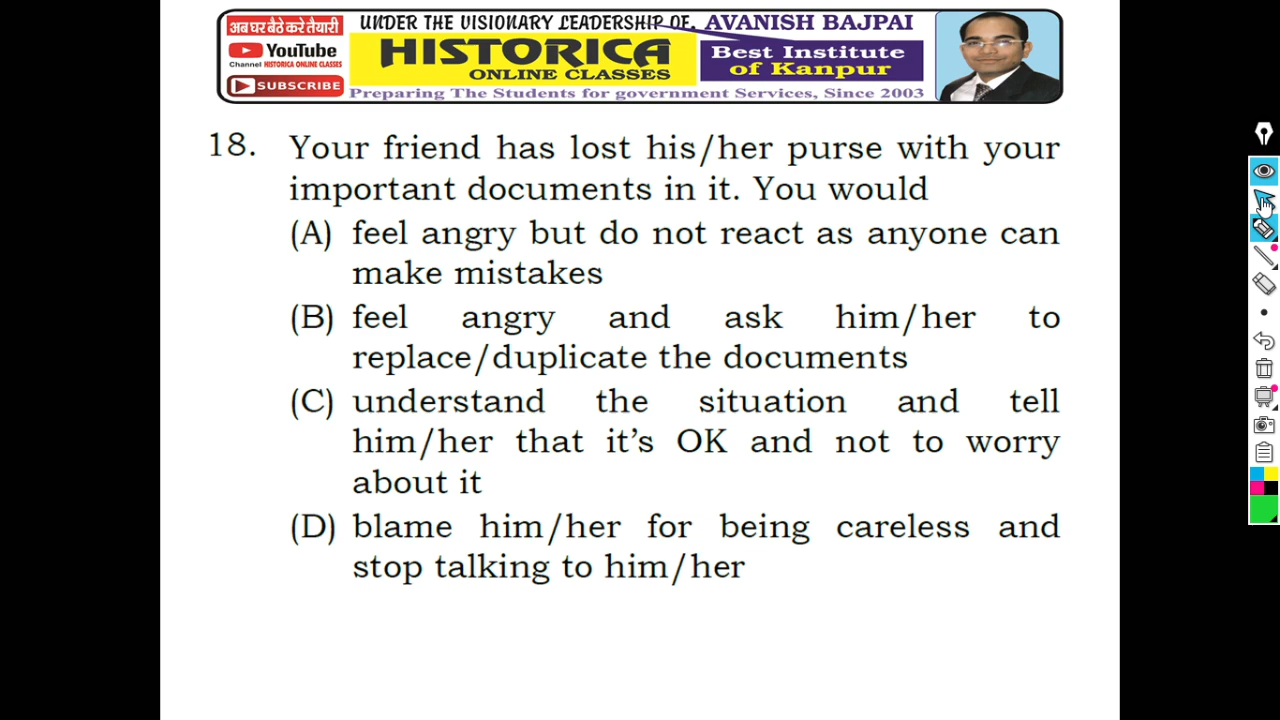 अब घर बैठे करे तैयारी
UNDER THE VISIONARY LEADERSHIP OF. AVANISH BAJPAI
YouTube
Channel HISTORICA ONLINE CLASSES
SUBSCRIBE
HISTORICA
ONLINE CLASSES
Best Institute
of Kanpur
Preparing The Students for government Services, Since 2003
18. Your friend has lost his/her purse with your
important documents in it. You would
(A) feel angry but do not react as anyone can
make mistakes
(B) feel angry and ask him/her to
replace/duplicate the documents
(C) understand the situation and tell
him/her that it's OK and not to worry
about it
(D) blame him/her for being careless and
stop talking to him/her